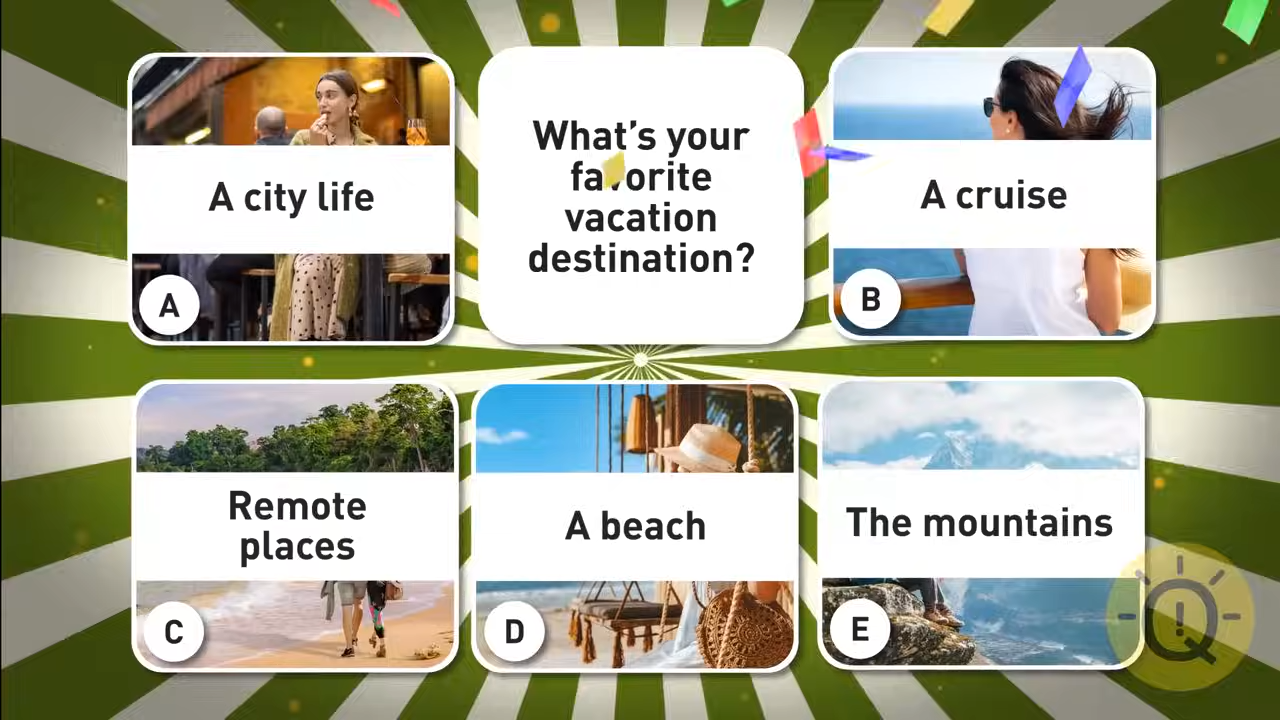 A city life
A
What's your
favorite
vacation
destination?
A cruise
B
Remote
places
C
A beach
D
The mountains
E
Q!